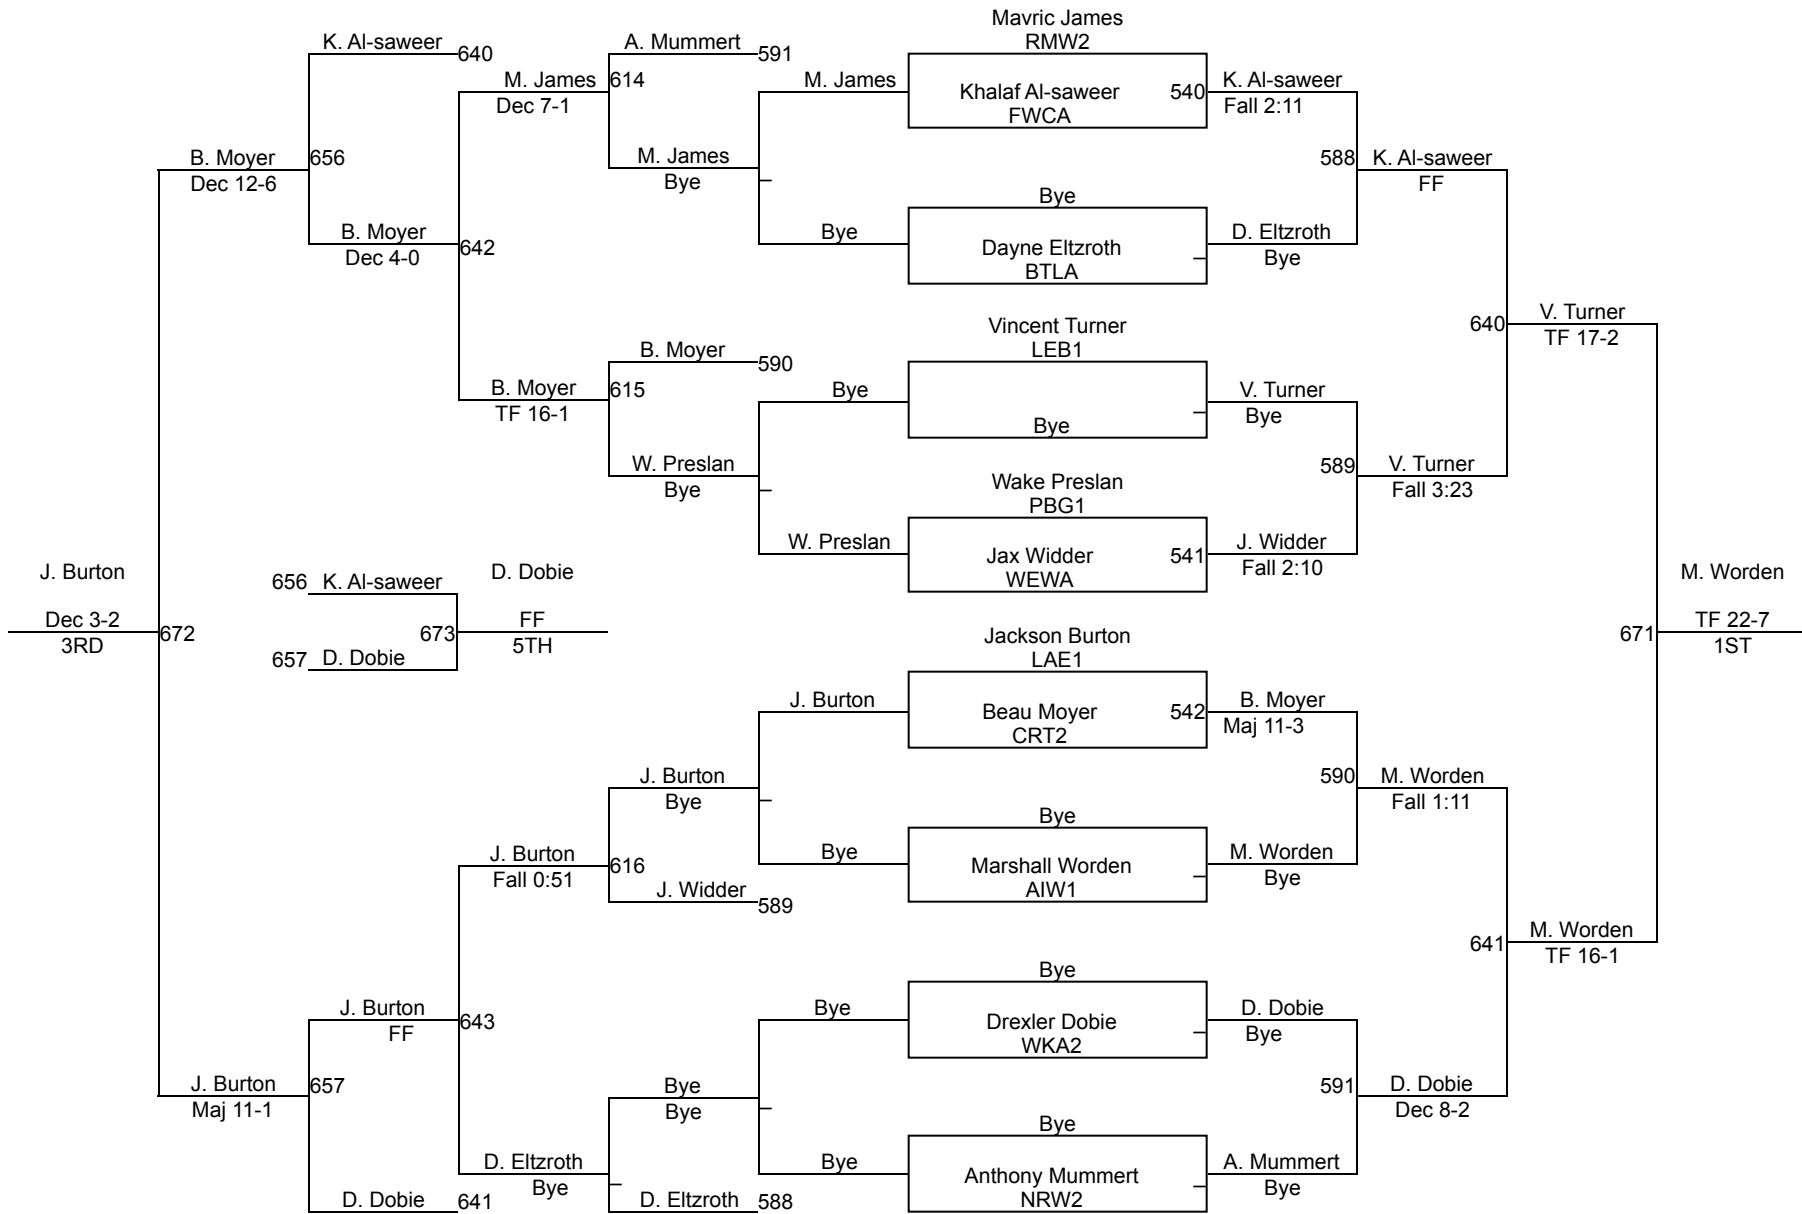 Mavric James
RMW2
K. Al-saweer
640
A. Mummert
591
M. James
614
Dec 7-1
M. James
Khalaf Al-saweer
540
FWCA
K. Al-saweer
Fall 2:11
B. Moyer
656
Dec 12-6
M. James
Bye
588
K. Al-saweer
FF
Bye
B. Moyer
642
Dec 4-0
Bye
Dayne Eltzroth
BTLA
D. Eltzroth
Bye
Vincent Turner
LEB1
640
V. Turner
TF 17-2
B. Moyer
590
B. Moyer
615
TF 16-1
Bye
Bye
V. Turner
Bye
W. Preslan
Bye
589
V. Turner
Fall 3:23
Wake Preslan
PBG1
W. Preslan
Jax Widder
541
WEWA
J. Widder
Fall 2:10
J. Burton
Dec 3-2
672
3RD
656
K. Al-saweer
657
D. Dobie
673
D. Dobie
FF
5TH
M. Worden
671
TF 22-7
1ST
Jackson Burton
LAE1
J. Burton
Beau Moyer
542
CRT2
B. Moyer
Maj 11-3
J. Burton
Bye
590
M. Worden
Fall 1:11
Bye
J. Burton
616
Fall 0:51
Bye
Marshall Worden
AIW1
M. Worden
Bye
J. Widder
589
641
M. Worden
TF 16-1
Bye
J. Burton
643
FF
Bye
Drexler Dobie
WKA2
D. Dobie
Bye
J. Burton
657
Maj 11-1
Bye
Bye
591
D. Dobie
Dec 8-2
Bye
D. Eltzroth
Bye
Bye
Anthony Mummert
NRW2
A. Mummert
Bye
D. Dobie
641
D. Eltzroth
588